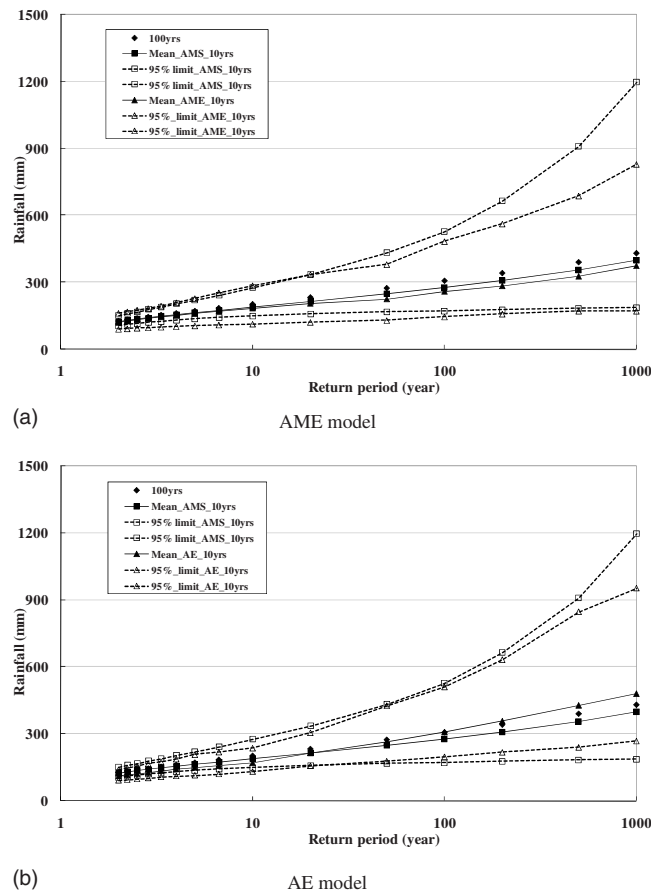 1500
1200
900
600
300
0
Rainfall (mm)
100yrs
Mean_AMS_10yrs
95% limit_AMS_10yrs
95% limit_AMS_10yrs
Mean_AME_10yrs
95%_limit_AME_10yrs
95%_limit_AME_10yrs
1 10 100 1000
Return period (year)
(a) AME model
1500
1200
900
600
300
0
Rainfall (mm)
100yrs
Mean_AMS_10yrs
95% limit_AMS_10yrs
95% limit_AMS_10yrs
Mean_AE_10yrs
95%_limit_AE_10yrs
95%_limit_AE_10yrs
1 10 100 1000
Return period (year)
(b) AE model